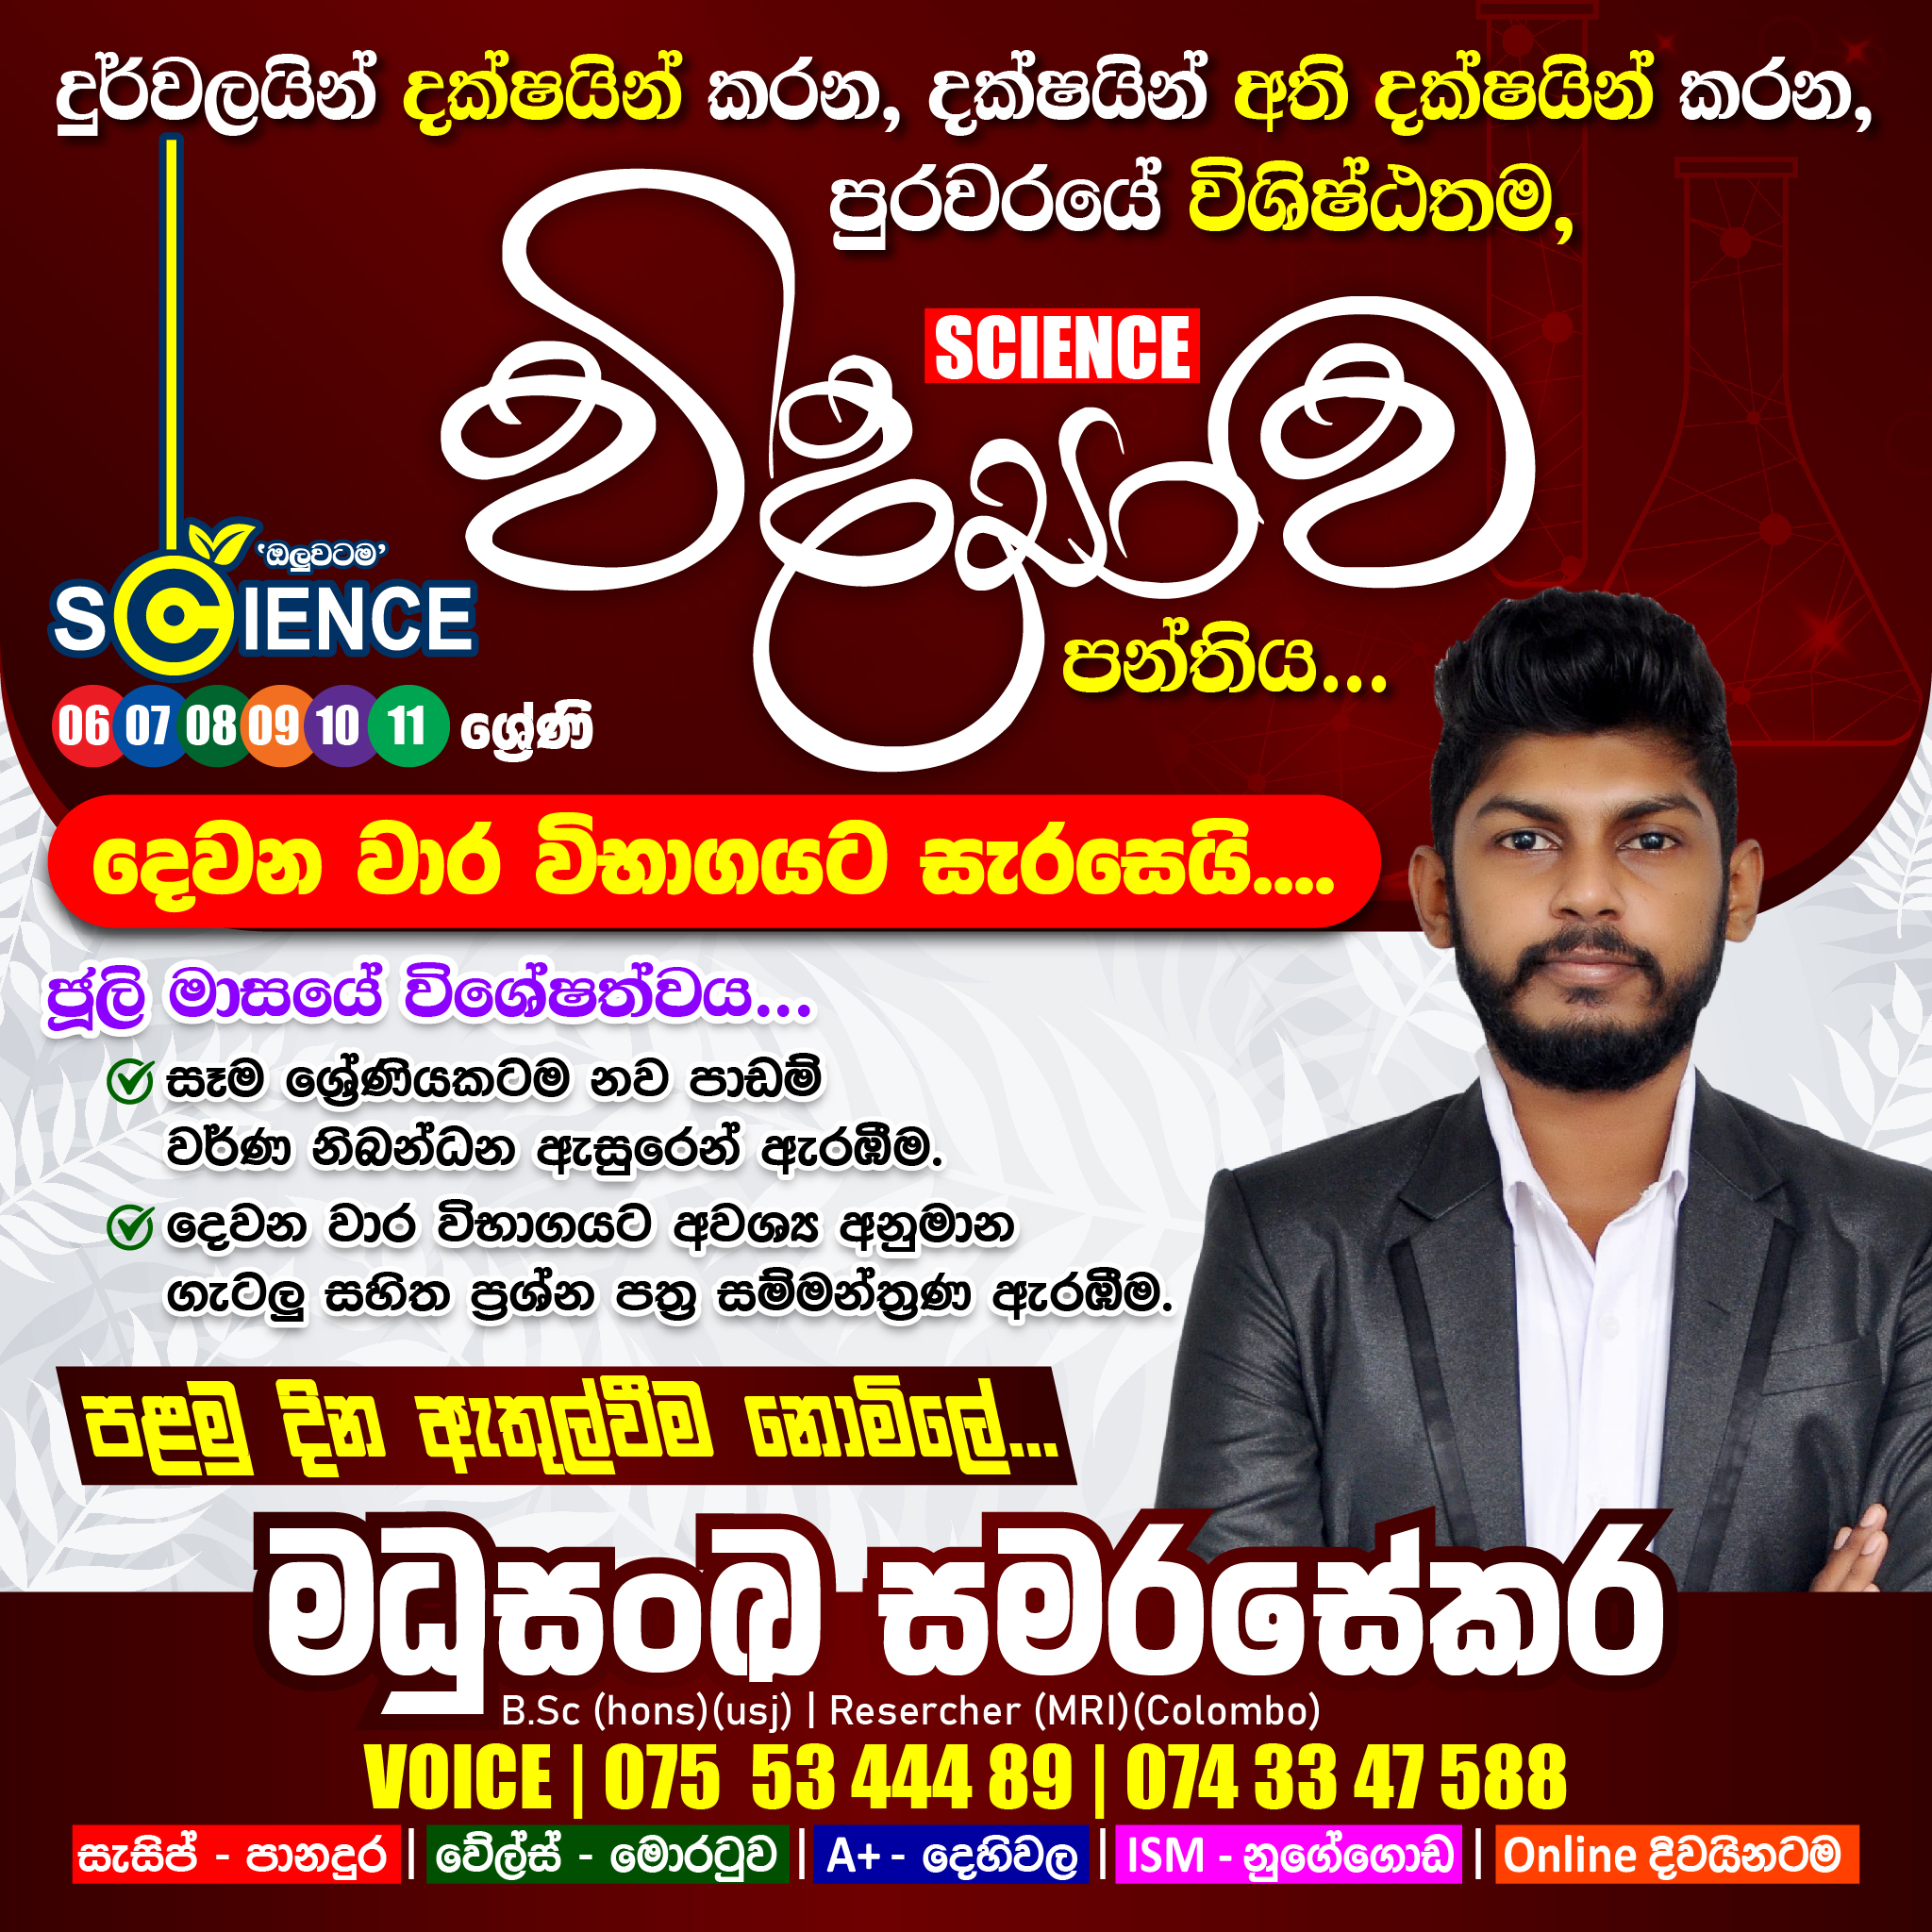 දුර්වලයින් දක්ෂයින් කරන, දක්ෂයින් අති දක්ෂයින් කරන,
පුරවරයේ විශිෂ්ඨතම,
SCIENCE
විද්‍යාව
පන්තිය...
'ඔලුවටම'
SCIENCE
06 07 08 09 10 11 ශ්‍රේණි
දෙවන වාර විභාගයට සැරසෙයි....
ජූලි මාසයේ විශේෂත්වය...
සෑම ශ්‍රේණියකටම නව පාඩම්
වර්ණ නිබන්ධන ඇසුරෙන් ඇරඹීම.
දෙවන වාර විභාගයට අවශ්‍ය අනුමාන
ගැටලු සහිත ප්‍රශ්න පත්‍ර සම්මන්ත්‍රණ ඇරඹීම.
පළමු දින ඇතුල්වීම නොමිලේ...
මධුසංඛ සමරසේකර
B.Sc (hons)(usj) | Resercher (MRI)(Colombo)
VOICE | 075 53 444 89 | 074 33 47 588
සැසිප් - පානදුර | වේල්ස් - මොරටුව | A+ - දෙහිවල | ISM - නුගේගොඩ | Online දිවයිනටම